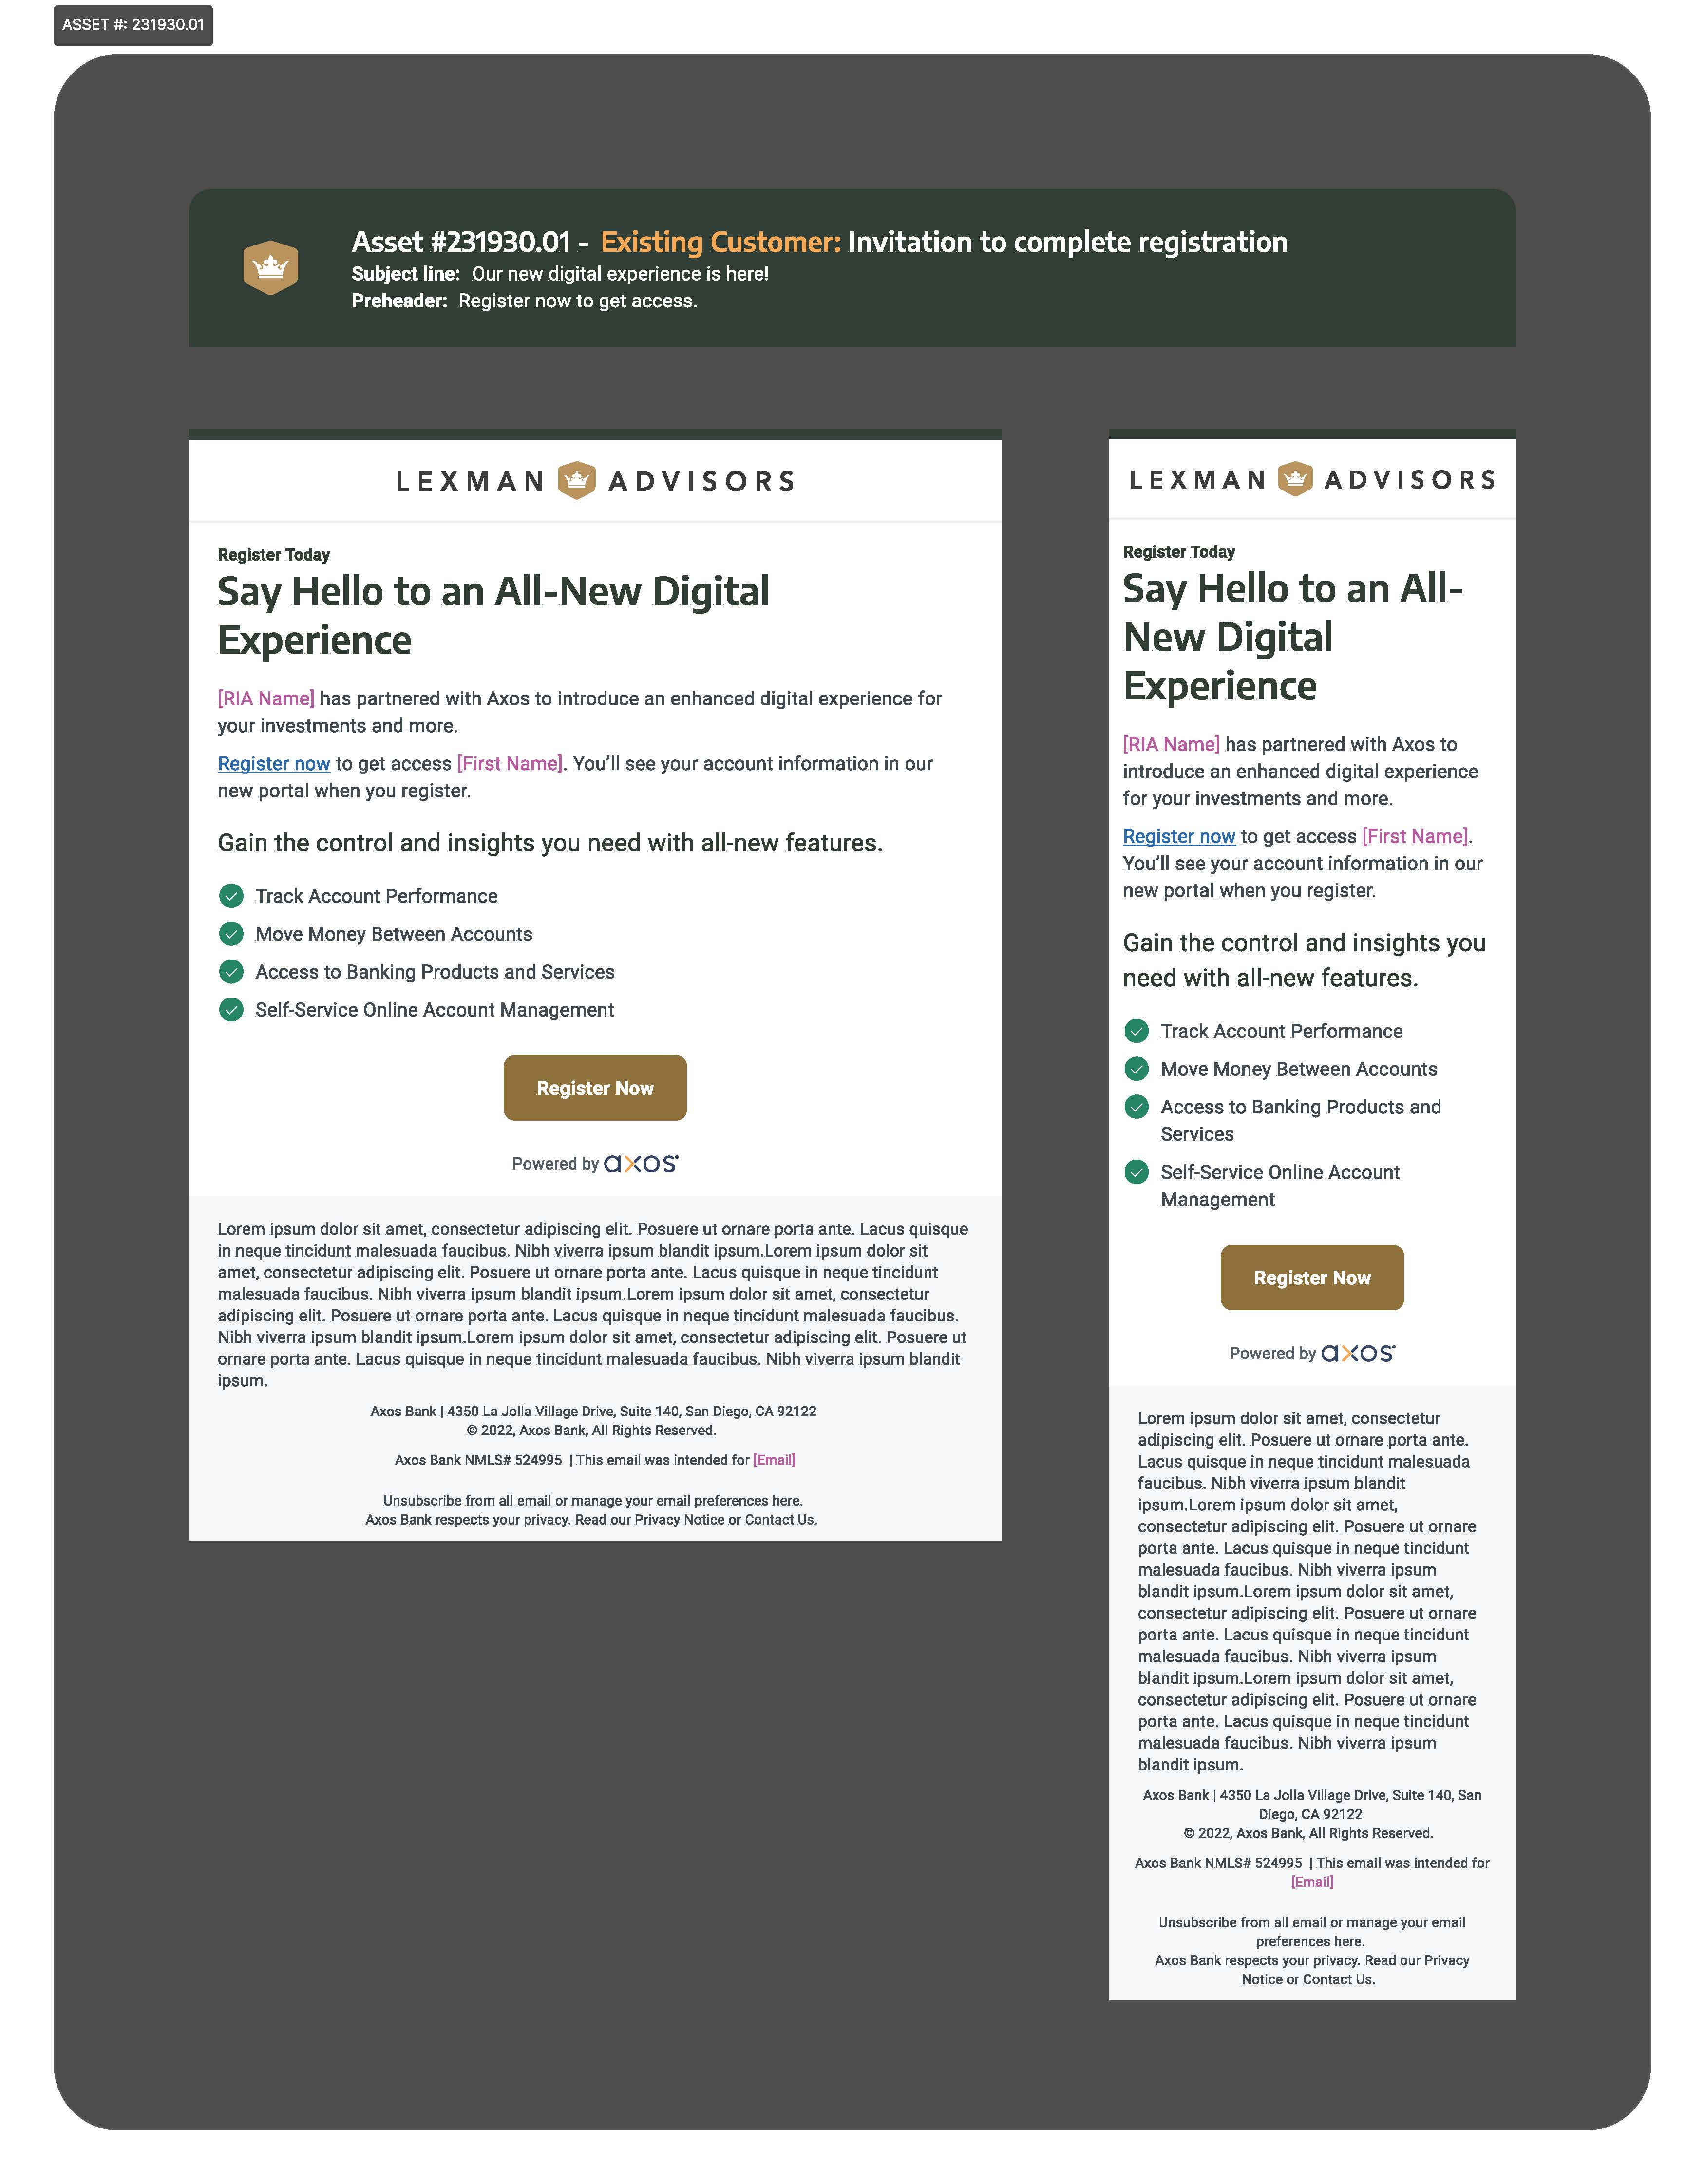 ASSET #: 231930.01
Asset #231930.01 - Existing Customer: Invitation to complete registration
Subject line: Our new digital experience is here!
Preheader: Register now to get access.
LEXMAN ADVISORS
Register Today
Say Hello to an All-New Digital
Experience
[RIA Name] has partnered with Axos to introduce an enhanced digital experience for
your investments and more.
Register now to get access [First Name]. You’ll see your account information in our
new portal when you register.
Gain the control and insights you need with all-new features.
Track Account Performance
Move Money Between Accounts
Access to Banking Products and Services
Self-Service Online Account Management
Register Now
Powered by axos
Lorem ipsum dolor sit amet, consectetur adipiscing elit. Posuere ut ornare porta ante. Lacus quisque
in neque tincidunt malesuada faucibus. Nibh viverra ipsum blandit ipsum.Lorem ipsum dolor sit
amet, consectetur adipiscing elit. Posuere ut ornare porta ante. Lacus quisque in neque tincidunt
malesuada faucibus. Nibh viverra ipsum blandit ipsum.Lorem ipsum dolor sit amet, consectetur
adipiscing elit. Posuere ut ornare porta ante. Lacus quisque in neque tincidunt malesuada faucibus.
Nibh viverra ipsum blandit ipsum.Lorem ipsum dolor sit amet, consectetur adipiscing elit. Posuere ut
ornare porta ante. Lacus quisque in neque tincidunt malesuada faucibus. Nibh viverra ipsum blandit
ipsum.
Axos Bank | 4350 La Jolla Village Drive, Suite 140, San Diego, CA 92122
© 2022, Axos Bank, All Rights Reserved.
Axos Bank NMLS# 524995 | This email was intended for [Email]
Unsubscribe from all email or manage your email preferences here.
Axos Bank respects your privacy. Read our Privacy Notice or Contact Us.
LEXMAN ADVISORS
Register Today
Say Hello to an All-
New Digital
Experience
[RIA Name] has partnered with Axos to
introduce an enhanced digital experience
for your investments and more.
Register now to get access [First Name].
You’ll see your account information in our
new portal when you register.
Gain the control and insights you
need with all-new features.
Track Account Performance
Move Money Between Accounts
Access to Banking Products and
Services
Self-Service Online Account
Management
Register Now
Powered by axos
Lorem ipsum dolor sit amet, consectetur
adipiscing elit. Posuere ut ornare porta ante.
Lacus quisque in neque tincidunt malesuada
faucibus. Nibh viverra ipsum blandit
ipsum.Lorem ipsum dolor sit amet,
consectetur adipiscing elit. Posuere ut ornare
porta ante. Lacus quisque in neque tincidunt
malesuada faucibus. Nibh viverra ipsum
blandit ipsum.Lorem ipsum dolor sit amet,
consectetur adipiscing elit. Posuere ut ornare
porta ante. Lacus quisque in neque tincidunt
malesuada faucibus. Nibh viverra ipsum
blandit ipsum.Lorem ipsum dolor sit amet,
consectetur adipiscing elit. Posuere ut ornare
porta ante. Lacus quisque in neque tincidunt
malesuada faucibus. Nibh viverra ipsum
blandit ipsum.
Axos Bank | 4350 La Jolla Village Drive, Suite 140, San
Diego, CA 92122
© 2022, Axos Bank, All Rights Reserved.
Axos Bank NMLS# 524995 | This email was intended for
[Email]
Unsubscribe from all email or manage your email
preferences here.
Axos Bank respects your privacy. Read our Privacy
Notice or Contact Us.